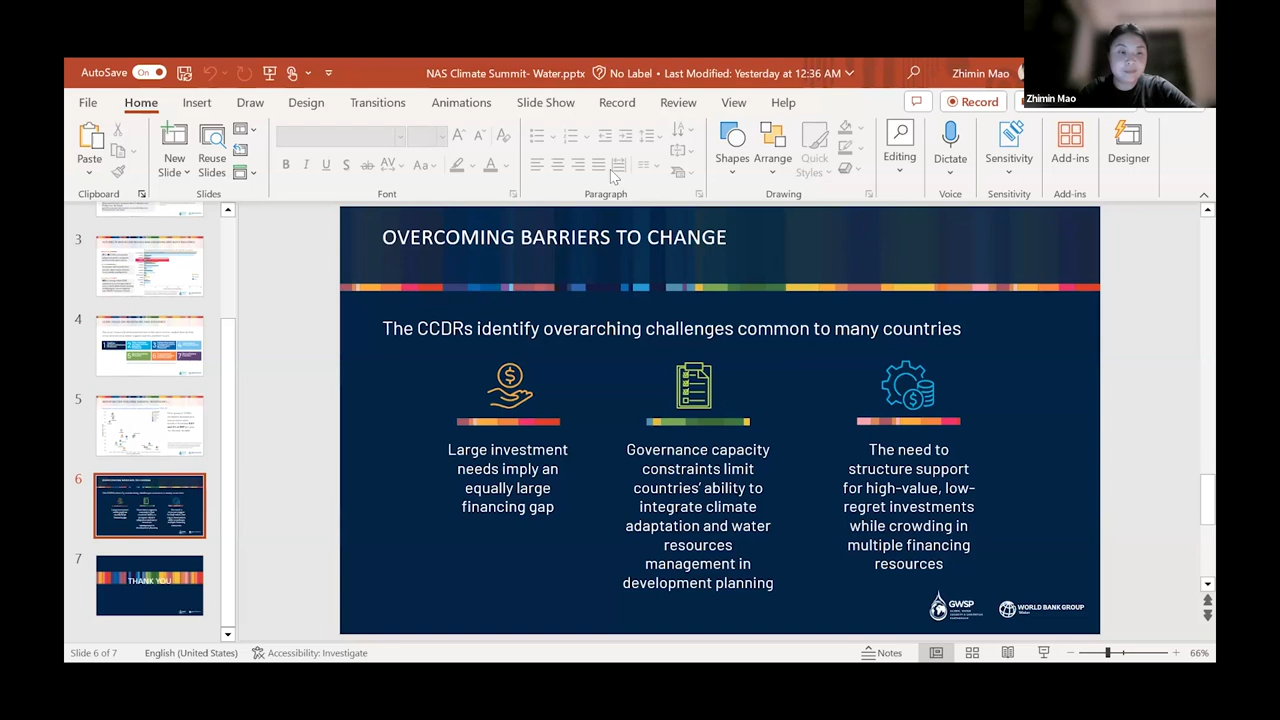 AutoSave
On
NAS Climate Summit- Water.pptx
No Label • Last Modified: Yesterday at 12:36 AM
Zhimin Mao
Zhimin Mao
File
Home
Insert
Draw
Design
Transitions
Animations
Slide Show
Record
Review
View
Help
Record
Paste
New
Slide
Reuse
Slides
B I U S ab AV Aa A
Shapes
Arrange
Quick
Styles
Editing
Dictate
Sensitivity
Add-ins
Designer
Clipboard
Slides
Font
Paragraph
Drawing
Voice
Sensitivity
Add-ins
3
4
5
6
7
THANK YOU
OVERCOMING BARRIERS TO CHANGE
The CCDRs identify overarching challenges common to many countries
Large investment
needs imply an
equally large
financing gap
Governance capacity
constraints limit
countries' ability to
integrate climate
adaptation and water
resources
management in
development planning
The need to
structure support
for high-value, low-
regret investments
while crowding in
multiple financing
resources
GWSP
WORLD BANK GROUP
Water
Slide 6 of 7
English (United States)
Accessibility: Investigate
Notes
66%